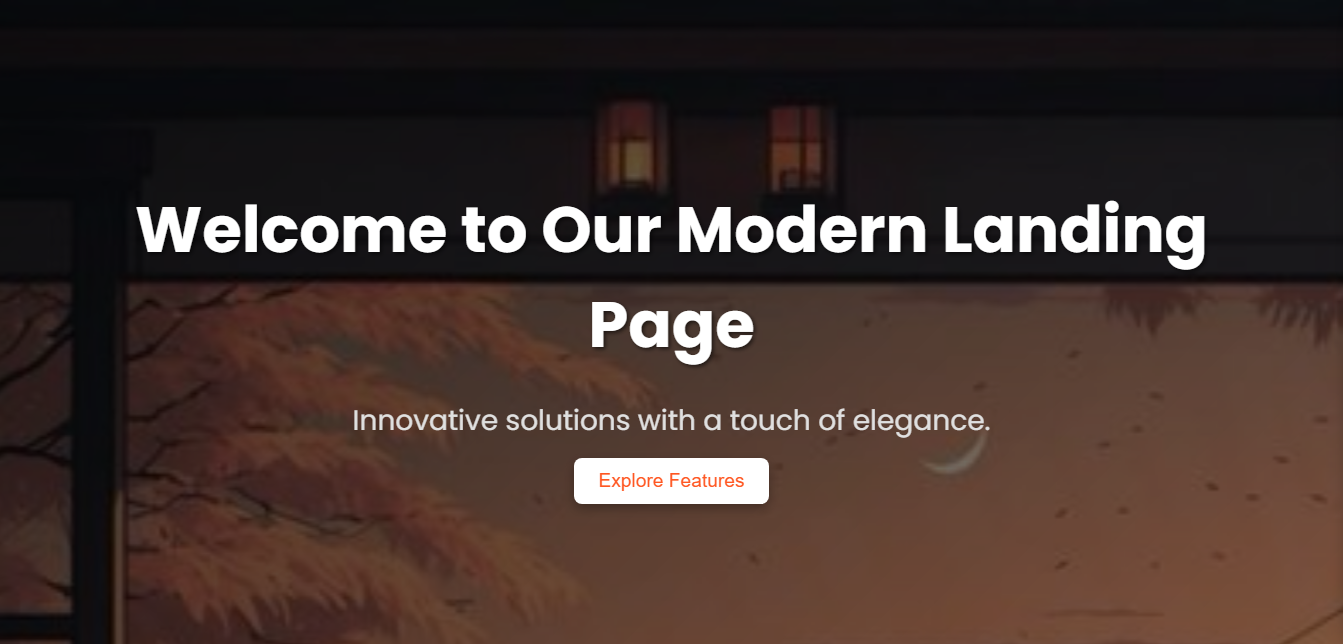 Welcome to Our Modern Landing
Page
Innovative solutions with a touch of elegance.
Explore Features